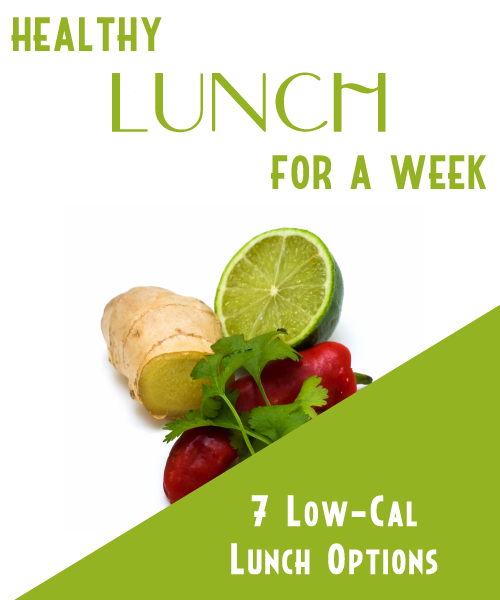 HEALTHY
LUNCH
FOR A WEEK
7 Low-Cal
Lunch Options